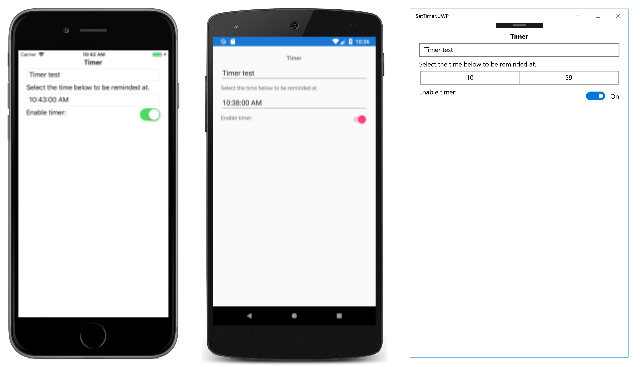 Carrier 10:42 AM
Timer
Timer test
Select the time below to be reminded at.
10:43:00 AM
Enable timer:
10:36
Timer
Timer test
Select the time below to be reminded at.
10:38:00 AM
Enable timer:
SetTimer.UWP
Timer
Timer test
Select the time below to be reminded at.
10 39
Enable timer:
On